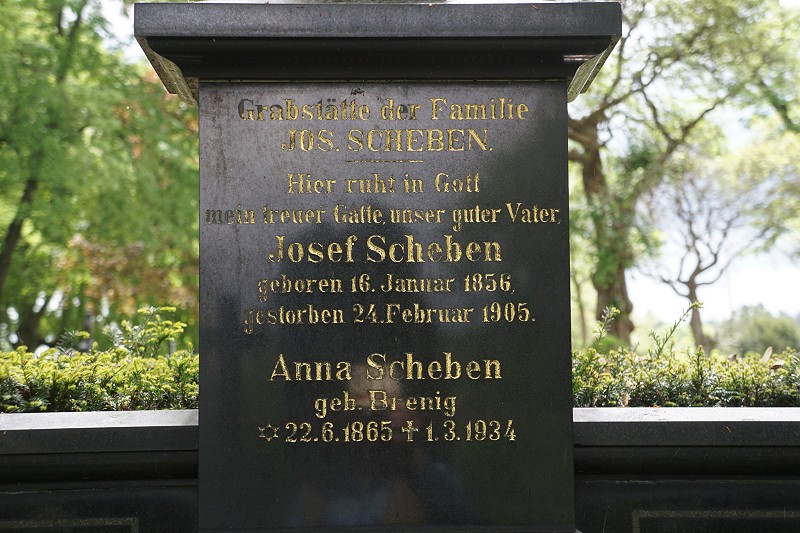 Grabstätte der Familie
JOS. SCHEBEN.
Hier ruht in Gott
mein treuer Gatte, unser guter Vater,
Josef Scheben
geboren 16. Januar 1856,
gestorben 24. Februar 1905.
Anna Scheben
geb. Brenig
✡22.6.1865 ✝1.3.1934